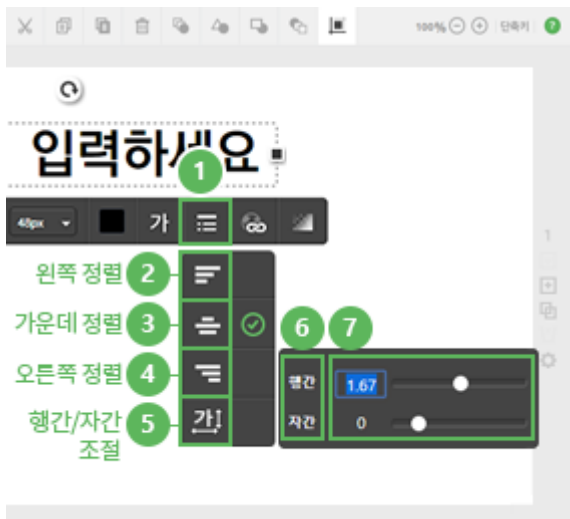 100% 단축키 ?
입력하세요
1
48px 가
왼쪽 정렬 2
가운데 정렬 3
오른쪽 정렬 4
행간/자간 조절 5
가
6 7
행간 1.67
자간 0
1